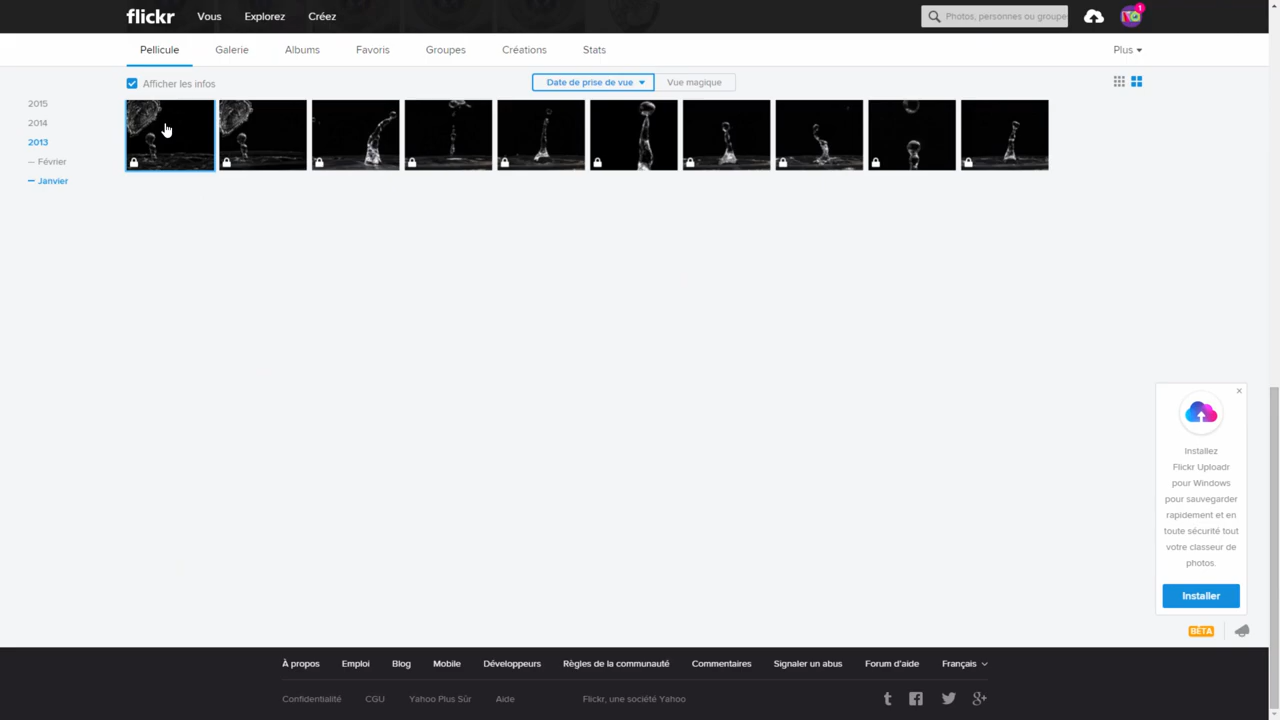 flickr Vous Explorez Créez Photos, personnes ou groupe 1
Pellicule Galerie Albums Favoris Groupes Créations Stats Plus
Afficher les infos Date de prise de vue Vue magique
2015
2014
2013
— Février
— Janvier
Installez
Flickr Uploadr
pour Windows
pour sauvegarder
rapidement et en
toute sécurité tout
votre classeur de
photos.
Installer
BÊTA
À propos Emploi Blog Mobile Développeurs Règles de la communauté Commentaires Signaler un abus Forum d'aide Français
Confidentialité CGU Yahoo Plus Sûr Aide Flickr, une société Yahoo